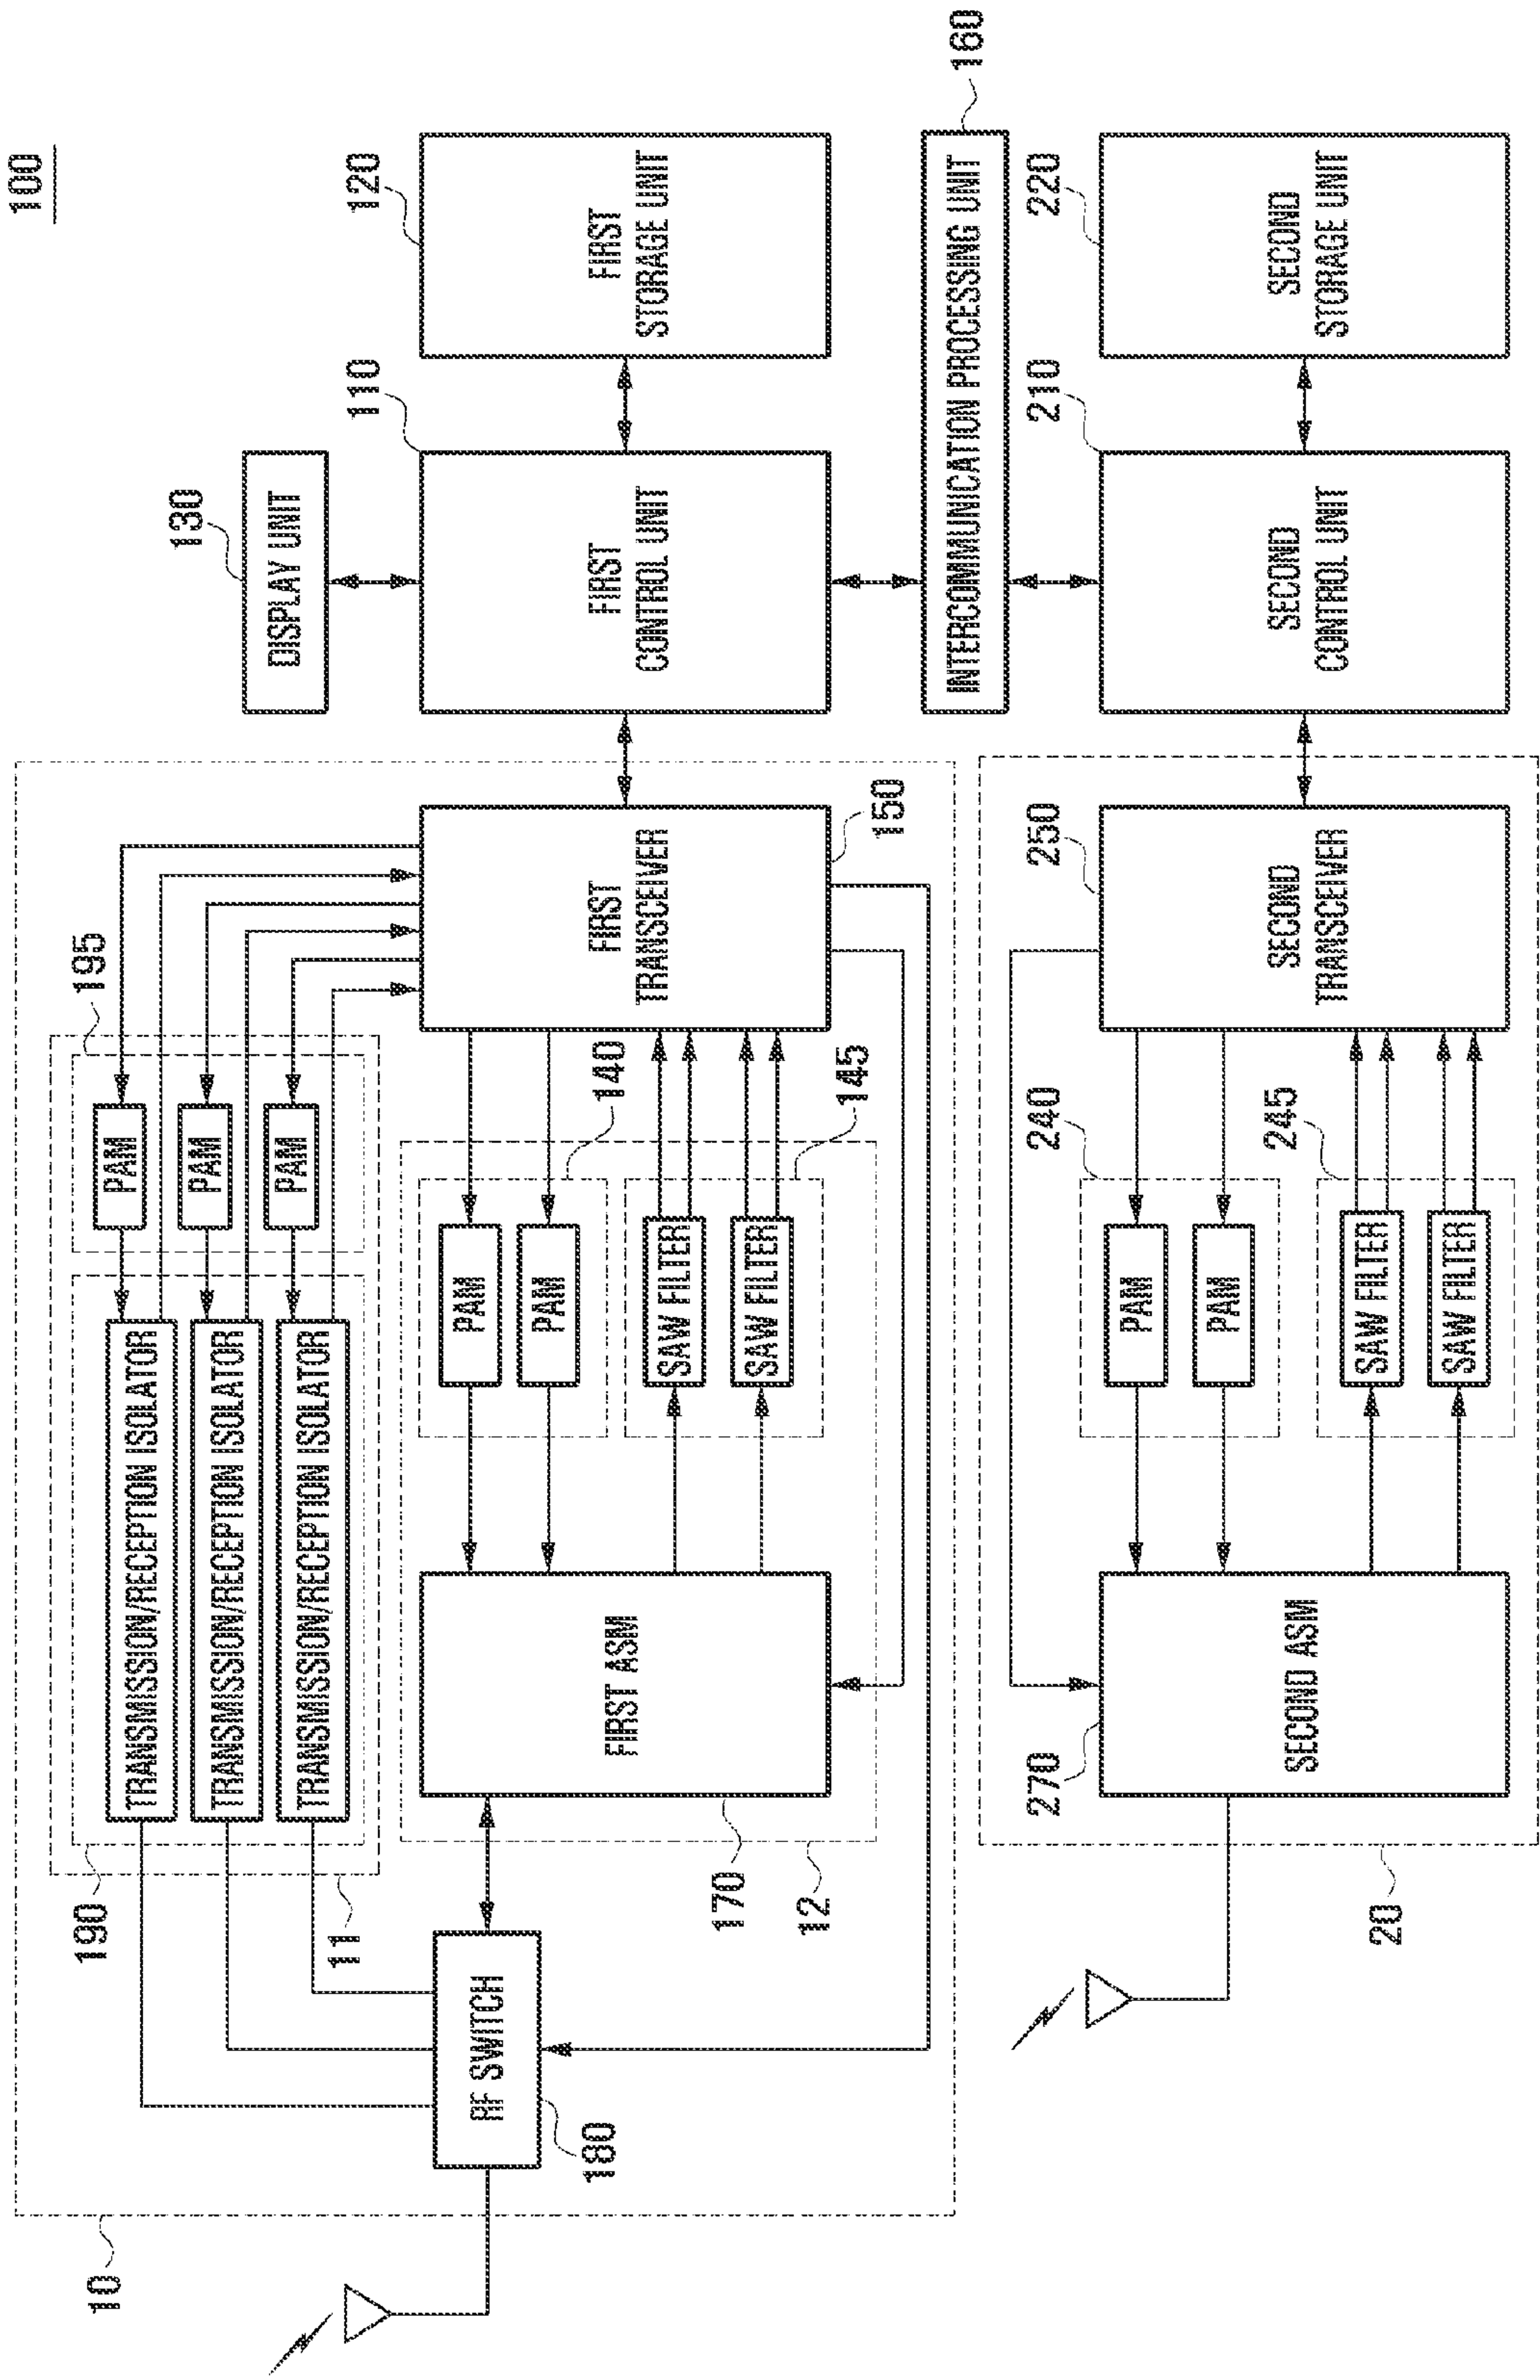 100
10
190
TRANSMISSION/RECEPTION ISOLATOR
TRANSMISSION/RECEPTION ISOLATOR
TRANSMISSION/RECEPTION ISOLATOR
11
195
PAM
PAM
PAM
130
DISPLAY UNIT
RF SWITCH
180
FIRST ASM
170
12
PAM
PAM
140
SAW FILTER
SAW FILTER
145
FIRST
TRANSCEIVER
150
110
FIRST
CONTROL UNIT
120
FIRST
STORAGE UNIT
INTERCOMMUNICATION PROCESSING UNIT
160
270
SECOND ASM
20
240
PAM
PAM
245
SAW FILTER
SAW FILTER
250
SECOND
TRANSCEIVER
210
SECOND
CONTROL UNIT
220
SECOND
STORAGE UNIT